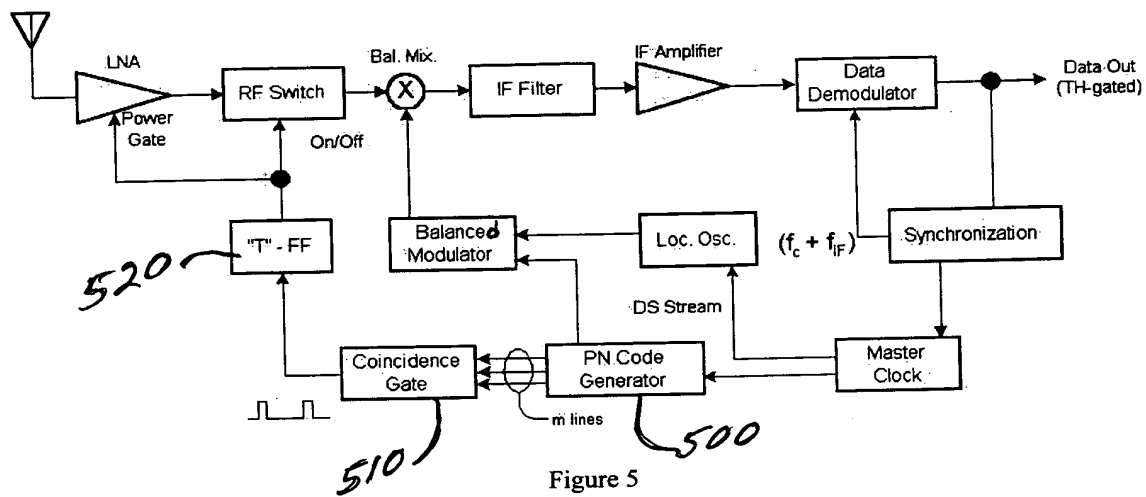 LNA
Power
Gate
RF Switch
On/Off
Bal. Mix.
X
IF Filter
IF Amplifier
Data
Demodulator
Data Out
(TH-gated)
"T" - FF
520
Balanced
Modulator
Loc. Osc.
(fc + fIF)
Synchronization
DS Stream
Coincidence
Gate
510
m lines
PN Code
Generator
500
Master
Clock
Figure 5